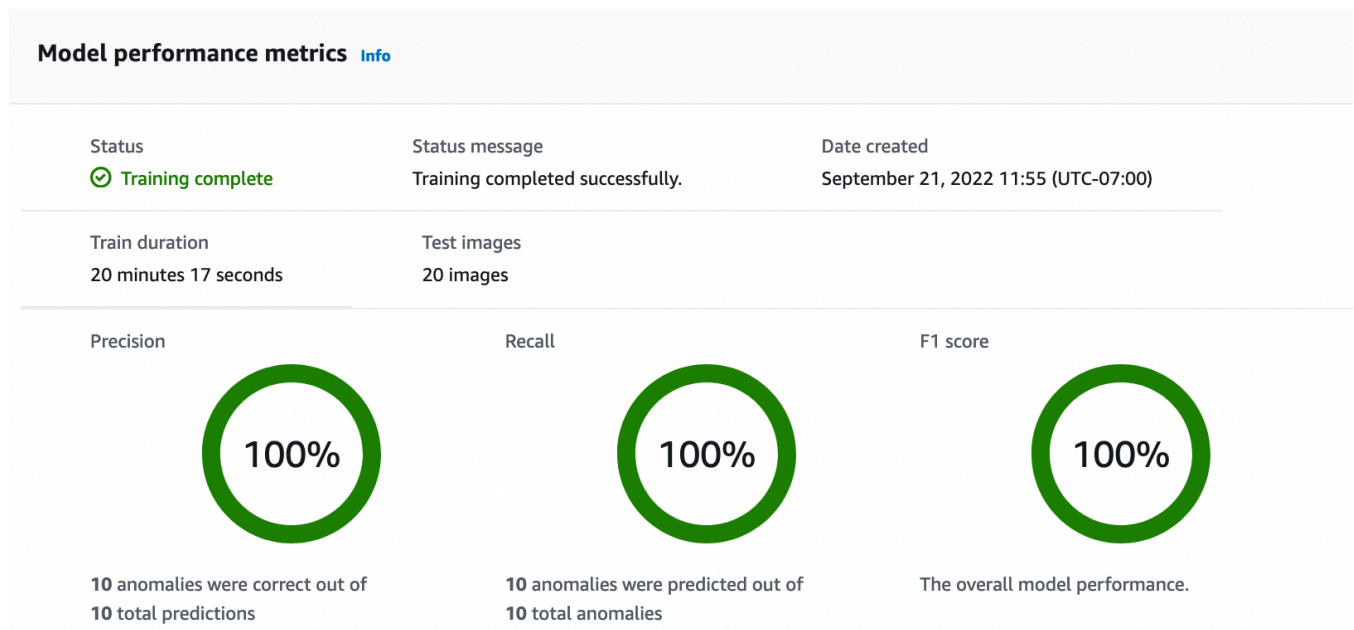 Model performance metrics Info
Status Status message Date created
Training complete Training completed successfully. September 21, 2022 11:55 (UTC-07:00)
Train duration Test images
20 minutes 17 seconds 20 images
Precision Recall F1 score
100% 100% 100%
10 anomalies were correct out of 10 anomalies were predicted out of The overall model performance.
10 total predictions 10 total anomalies